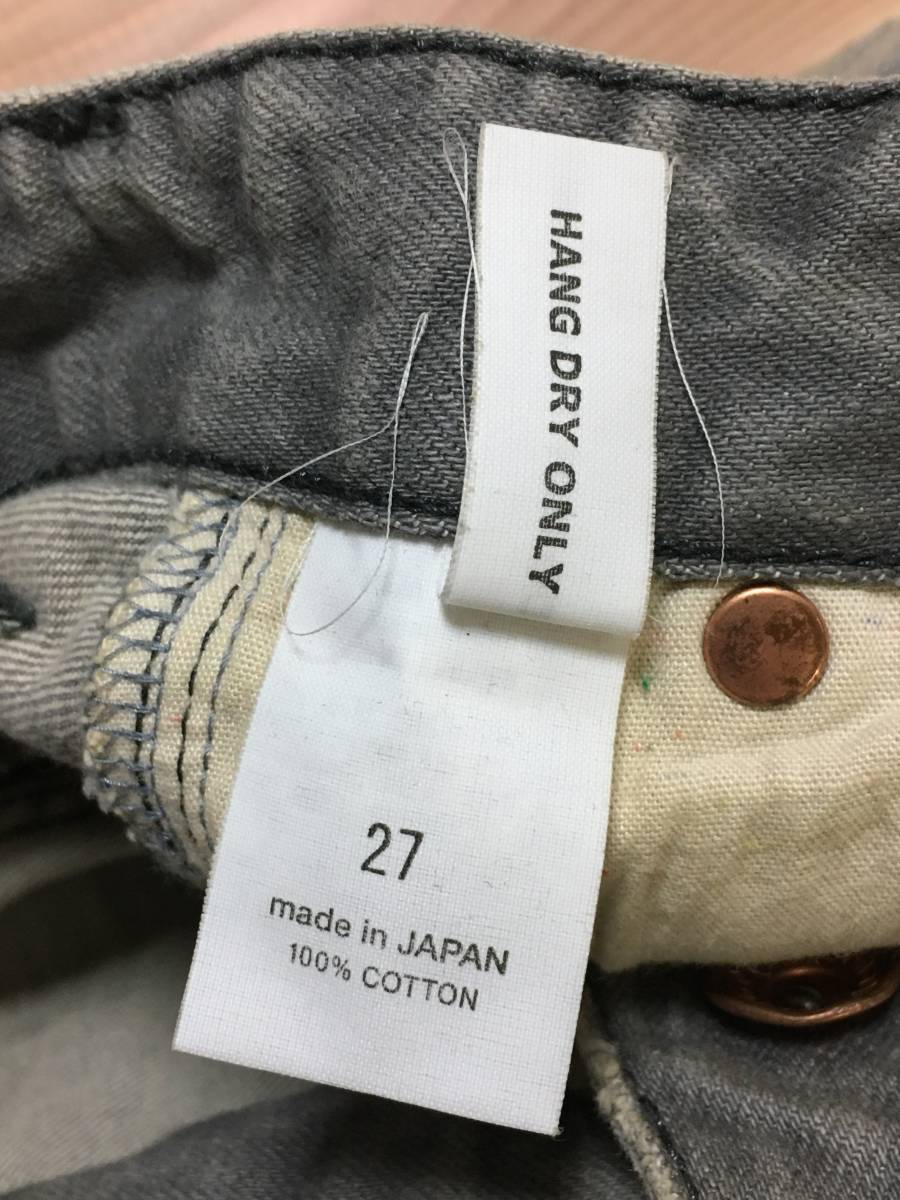 HANG DRY ONLY
27
made in JAPAN
100% COTTON